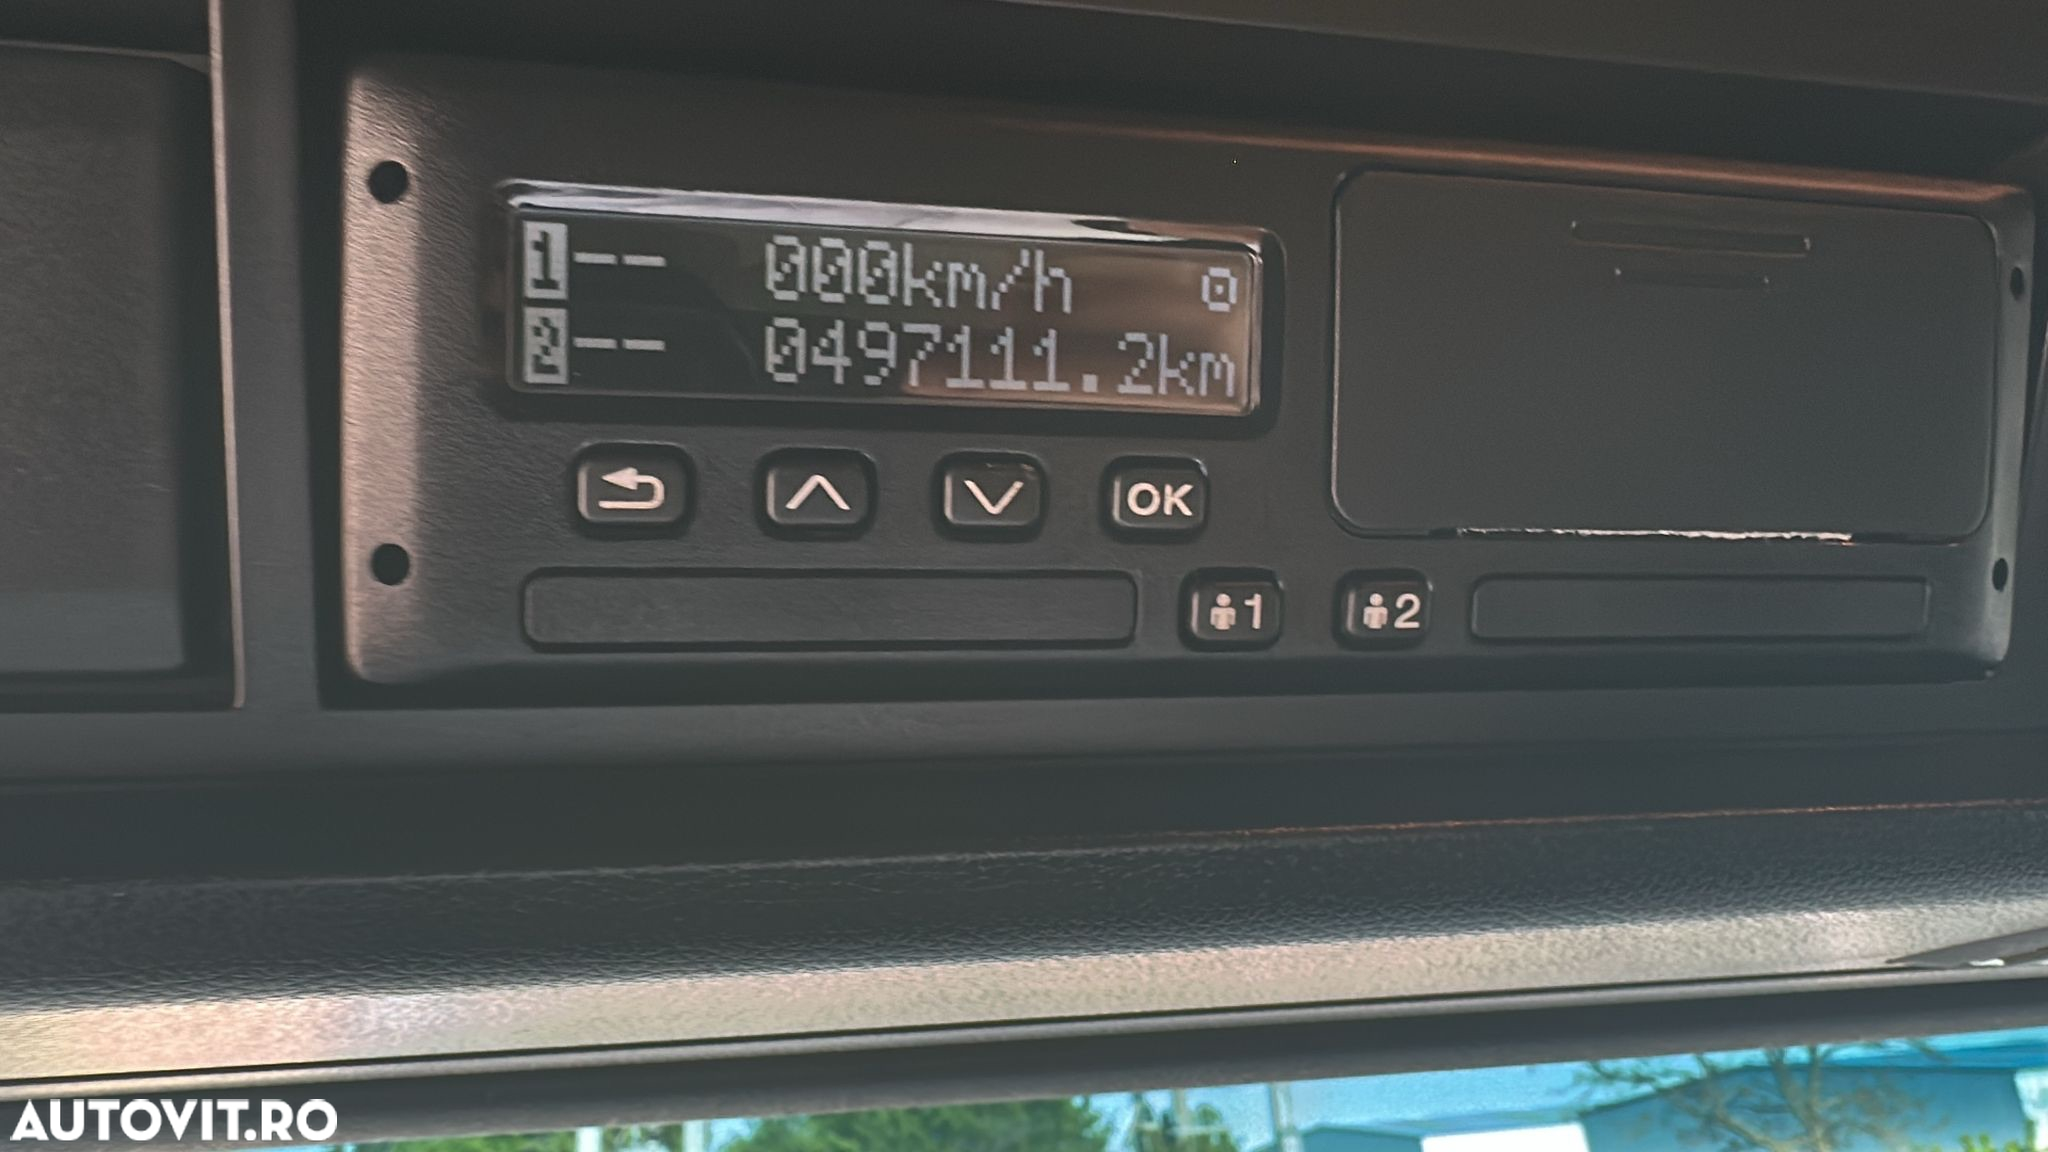 1 -- 000km/h
2 -- 0497111.2km
OK
1 2
AUTOVIT.RO